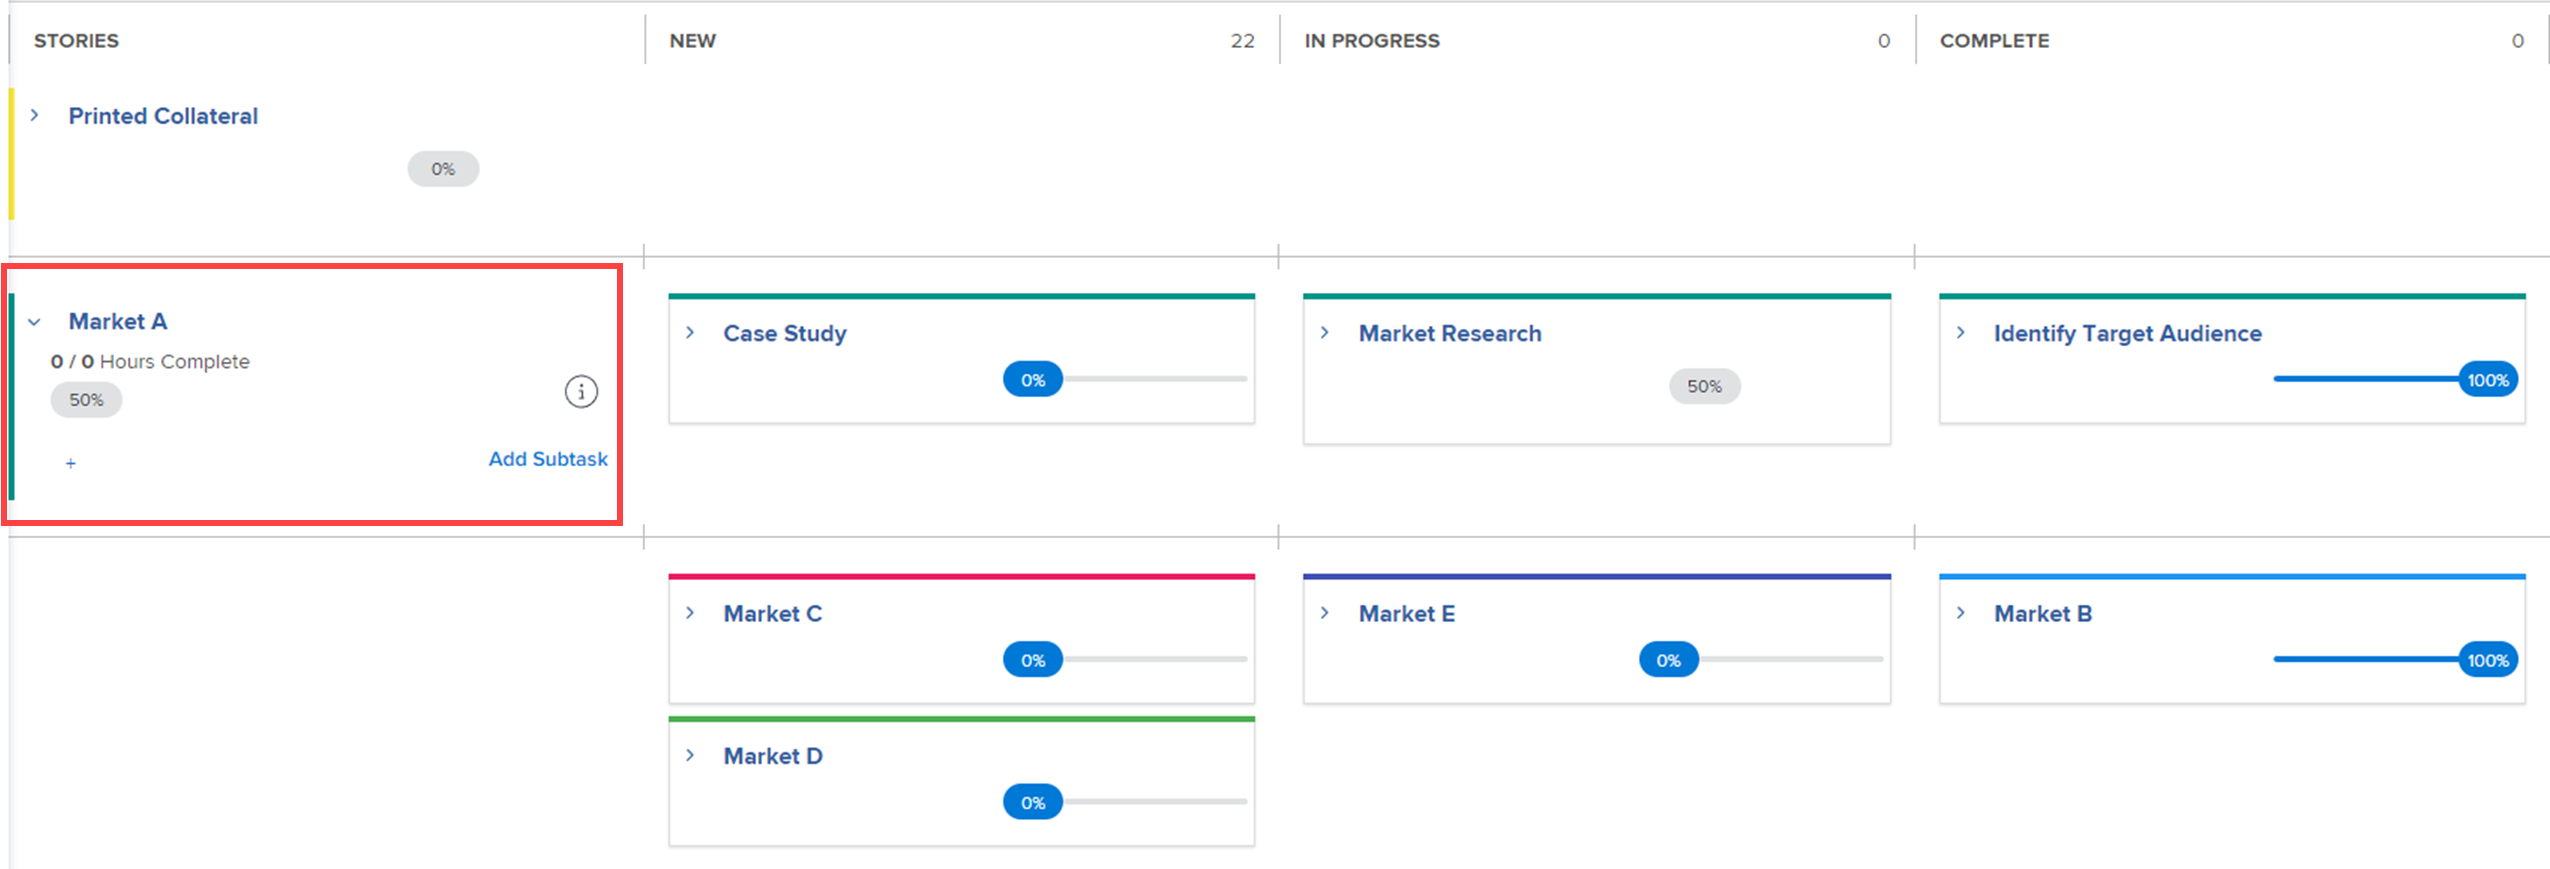 STORIES
NEW 22
IN PROGRESS 0
COMPLETE 0
Printed Collateral
0%
Market A
0 / 0 Hours Complete
50%
+ Add Subtask
Case Study
0%
Market Research
50%
Identify Target Audience
100%
Market C
0%
Market E
0%
Market B
100%
Market D
0%